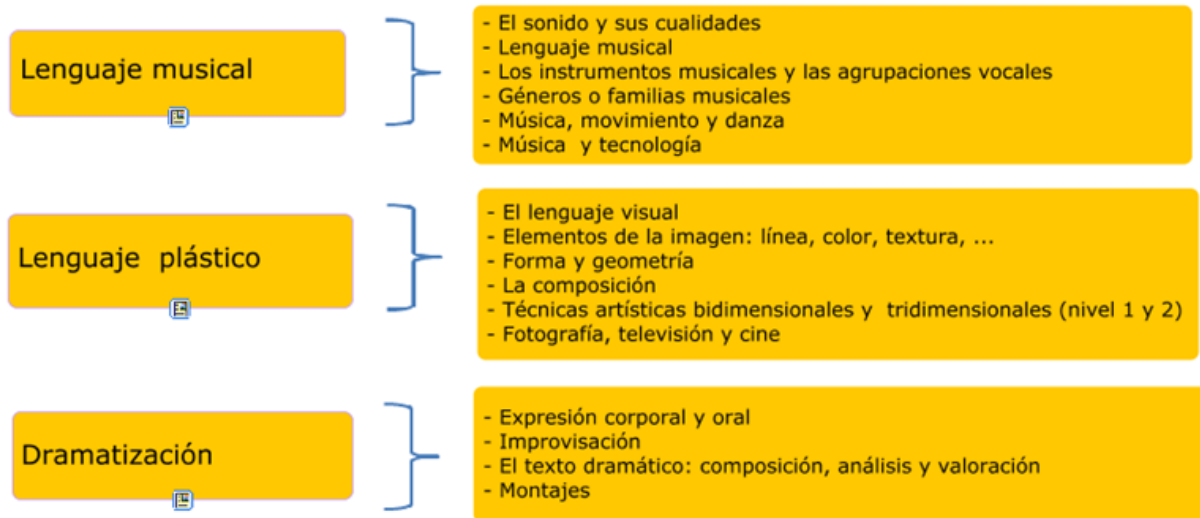 Lenguaje musical
- El sonido y sus cualidades
- Lenguaje musical
- Los instrumentos musicales y las agrupaciones vocales
- Géneros o familias musicales
- Música, movimiento y danza
- Música  y tecnología
Lenguaje  plástico
- El lenguaje visual
- Elementos de la imagen: línea, color, textura, ...
- Forma y geometría
- La composición
- Técnicas artísticas bidimensionales y  tridimensionales (nivel 1 y 2)
- Fotografía, televisión y cine
Dramatización
- Expresión corporal y oral
- Improvisación
- El texto dramático: composición, análisis y valoración
- Montajes